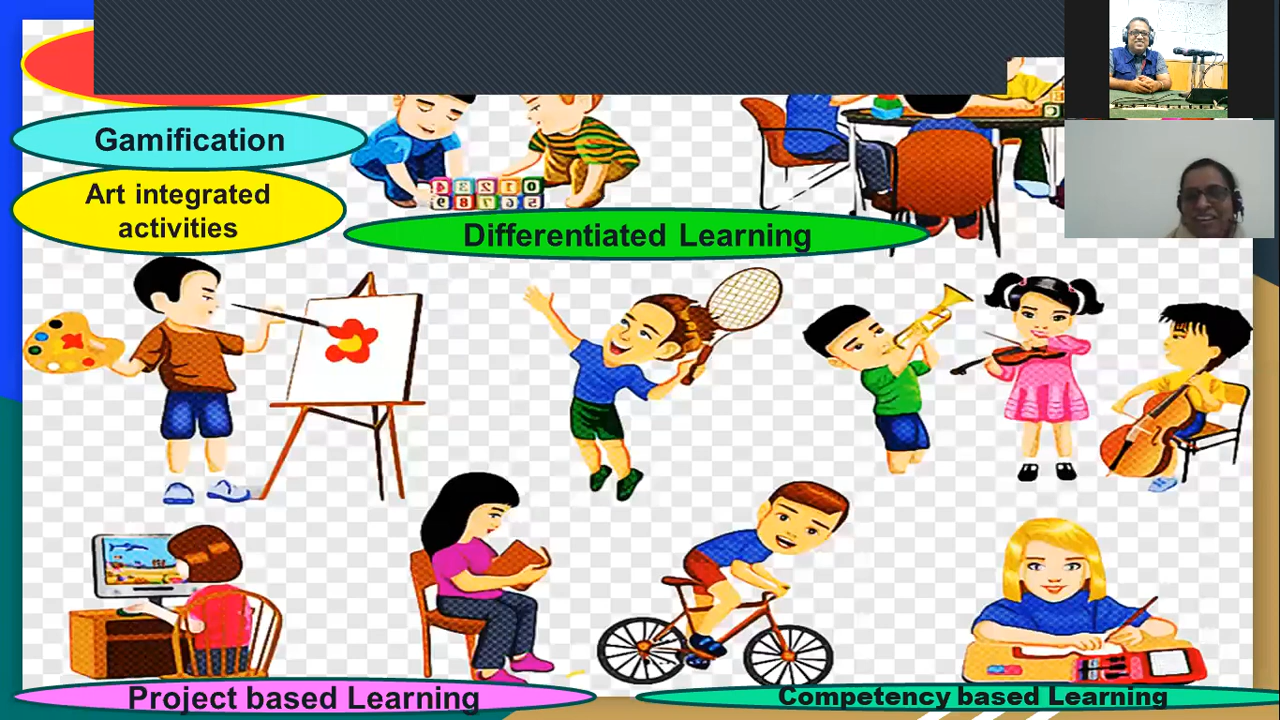 Gamification
Art integrated
activities
Differentiated Learning
Project based Learning
Competency based Learning